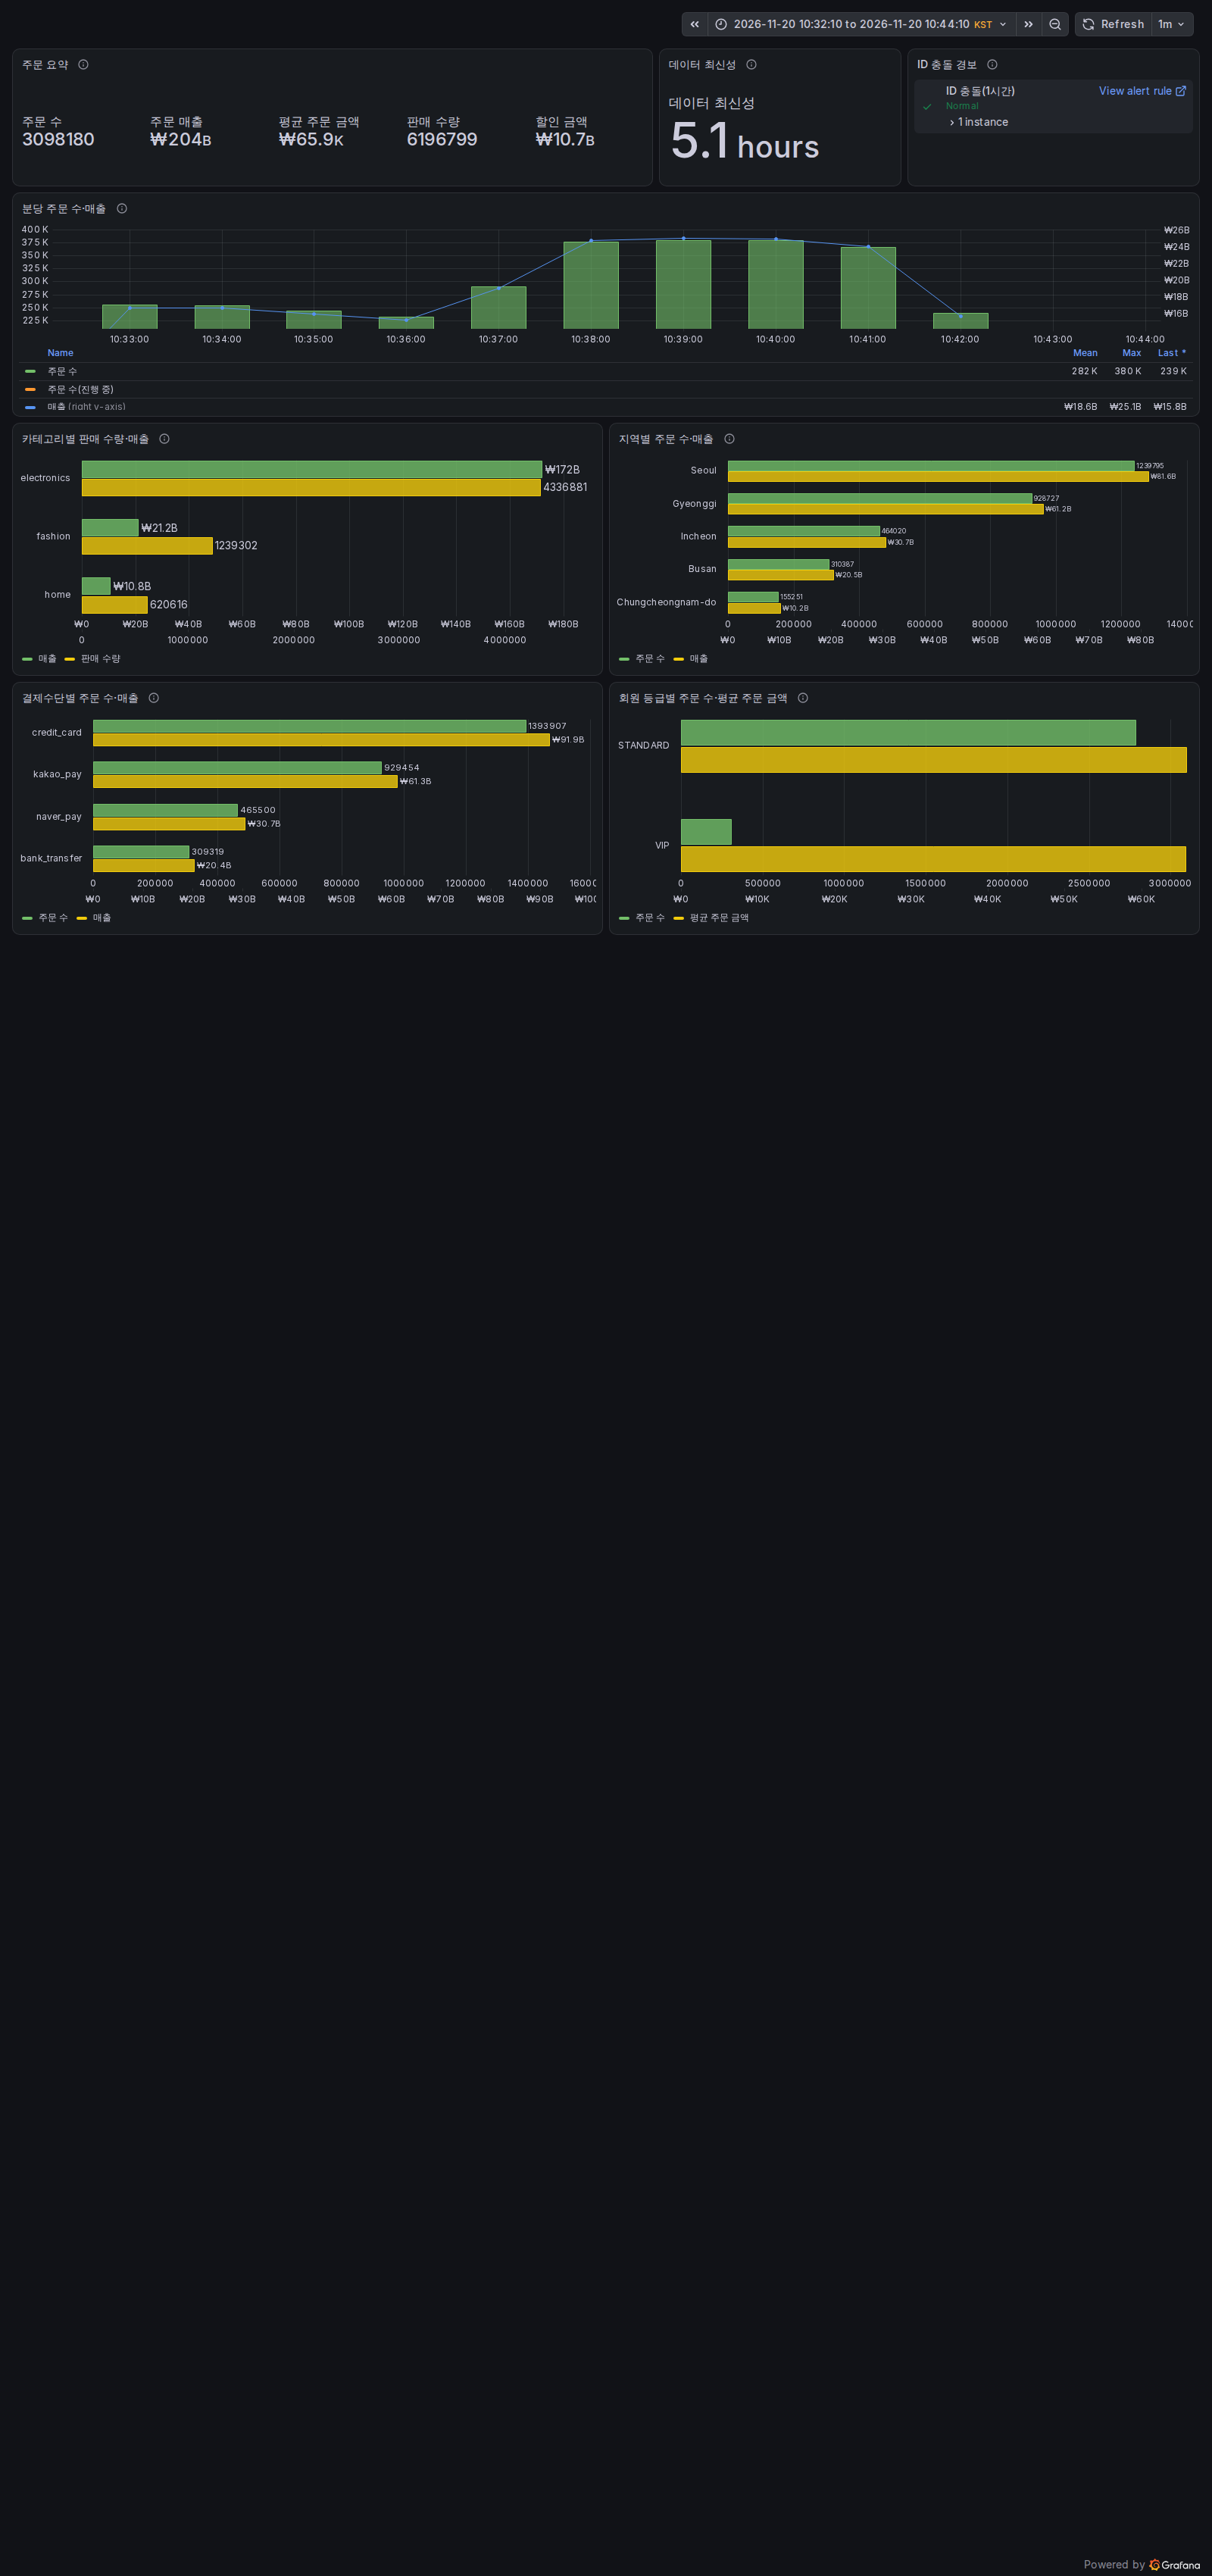 2026-11-20 10:32:10 to 2026-11-20 10:44:10 KST
Refresh 1m
주문 요약
주문 수 주문 매출 평균 주문 금액 판매 수량 할인 금액
3098180 ₩204B ₩65.9K 6196799 ₩10.7B
데이터 최신성
데이터 최신성
5.1 hours
ID 충돌 경보
ID 충돌(1시간) View alert rule
Normal
1 instance
분당 주문 수·매출
400 K ₩26B
375 K ₩24B
350 K ₩22B
325 K
300 K ₩20B
275 K ₩18B
250 K
225 K ₩16B
10:33:00 10:34:00 10:35:00 10:36:00 10:37:00 10:38:00 10:39:00 10:40:00 10:41:00 10:42:00 10:43:00 10:44:00
Name Mean Max Last *
주문 수 282 K 380 K 239 K
주문 수(진행 중)
매출 (right y-axis) ₩18.6B ₩25.1B ₩15.8B
카테고리별 판매 수량·매출
electronics ₩172B
4336881
fashion ₩21.2B
1239302
home ₩10.8B
620616
₩0 ₩20B ₩40B ₩60B ₩80B ₩100B ₩120B ₩140B ₩160B ₩180B
0 1000000 2000000 3000000 4000000
매출 판매 수량
지역별 주문 수·매출
Seoul 1239795
₩81.6B
Gyeonggi 928727
₩61.2B
Incheon 464020
₩30.7B
Busan 310387
₩20.5B
Chungcheongnam-do 155251
₩10.2B
0 200000 400000 600000 800000 1000000 1200000 14000
₩0 ₩10B ₩20B ₩30B ₩40B ₩50B ₩60B ₩70B ₩80B
주문 수 매출
결제수단별 주문 수·매출
credit_card 1393907
₩91.9B
kakao_pay 929454
₩61.3B
naver_pay 465500
₩30.7B
bank_transfer 309319
₩20.4B
0 200000 400000 600000 800000 1000000 1200000 1400000 16000
₩0 ₩10B ₩20B ₩30B ₩40B ₩50B ₩60B ₩70B ₩80B ₩90B ₩100
주문 수 매출
회원 등급별 주문 수·평균 주문 금액
STANDARD
VIP
0 500000 1000000 1500000 2000000 2500000 3000000
₩0 ₩10K ₩20K ₩30K ₩40K ₩50K ₩60K
주문 수 평균 주문 금액
Powered by Grafana